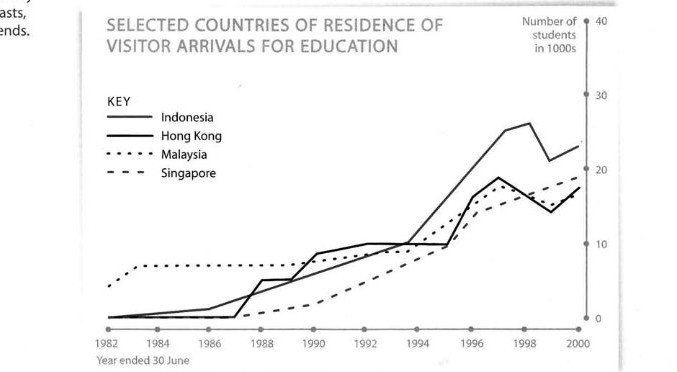 asts,
ends.
SELECTED COUNTRIES OF RESIDENCE OF
VISITOR ARRIVALS FOR EDUCATION
Number of
students
in 1000s
40
30
20
10
0
KEY
Indonesia
Hong Kong
Malaysia
Singapore
1982 1984 1986 1988 1990 1992 1994 1996 1998 2000
Year ended 30 June